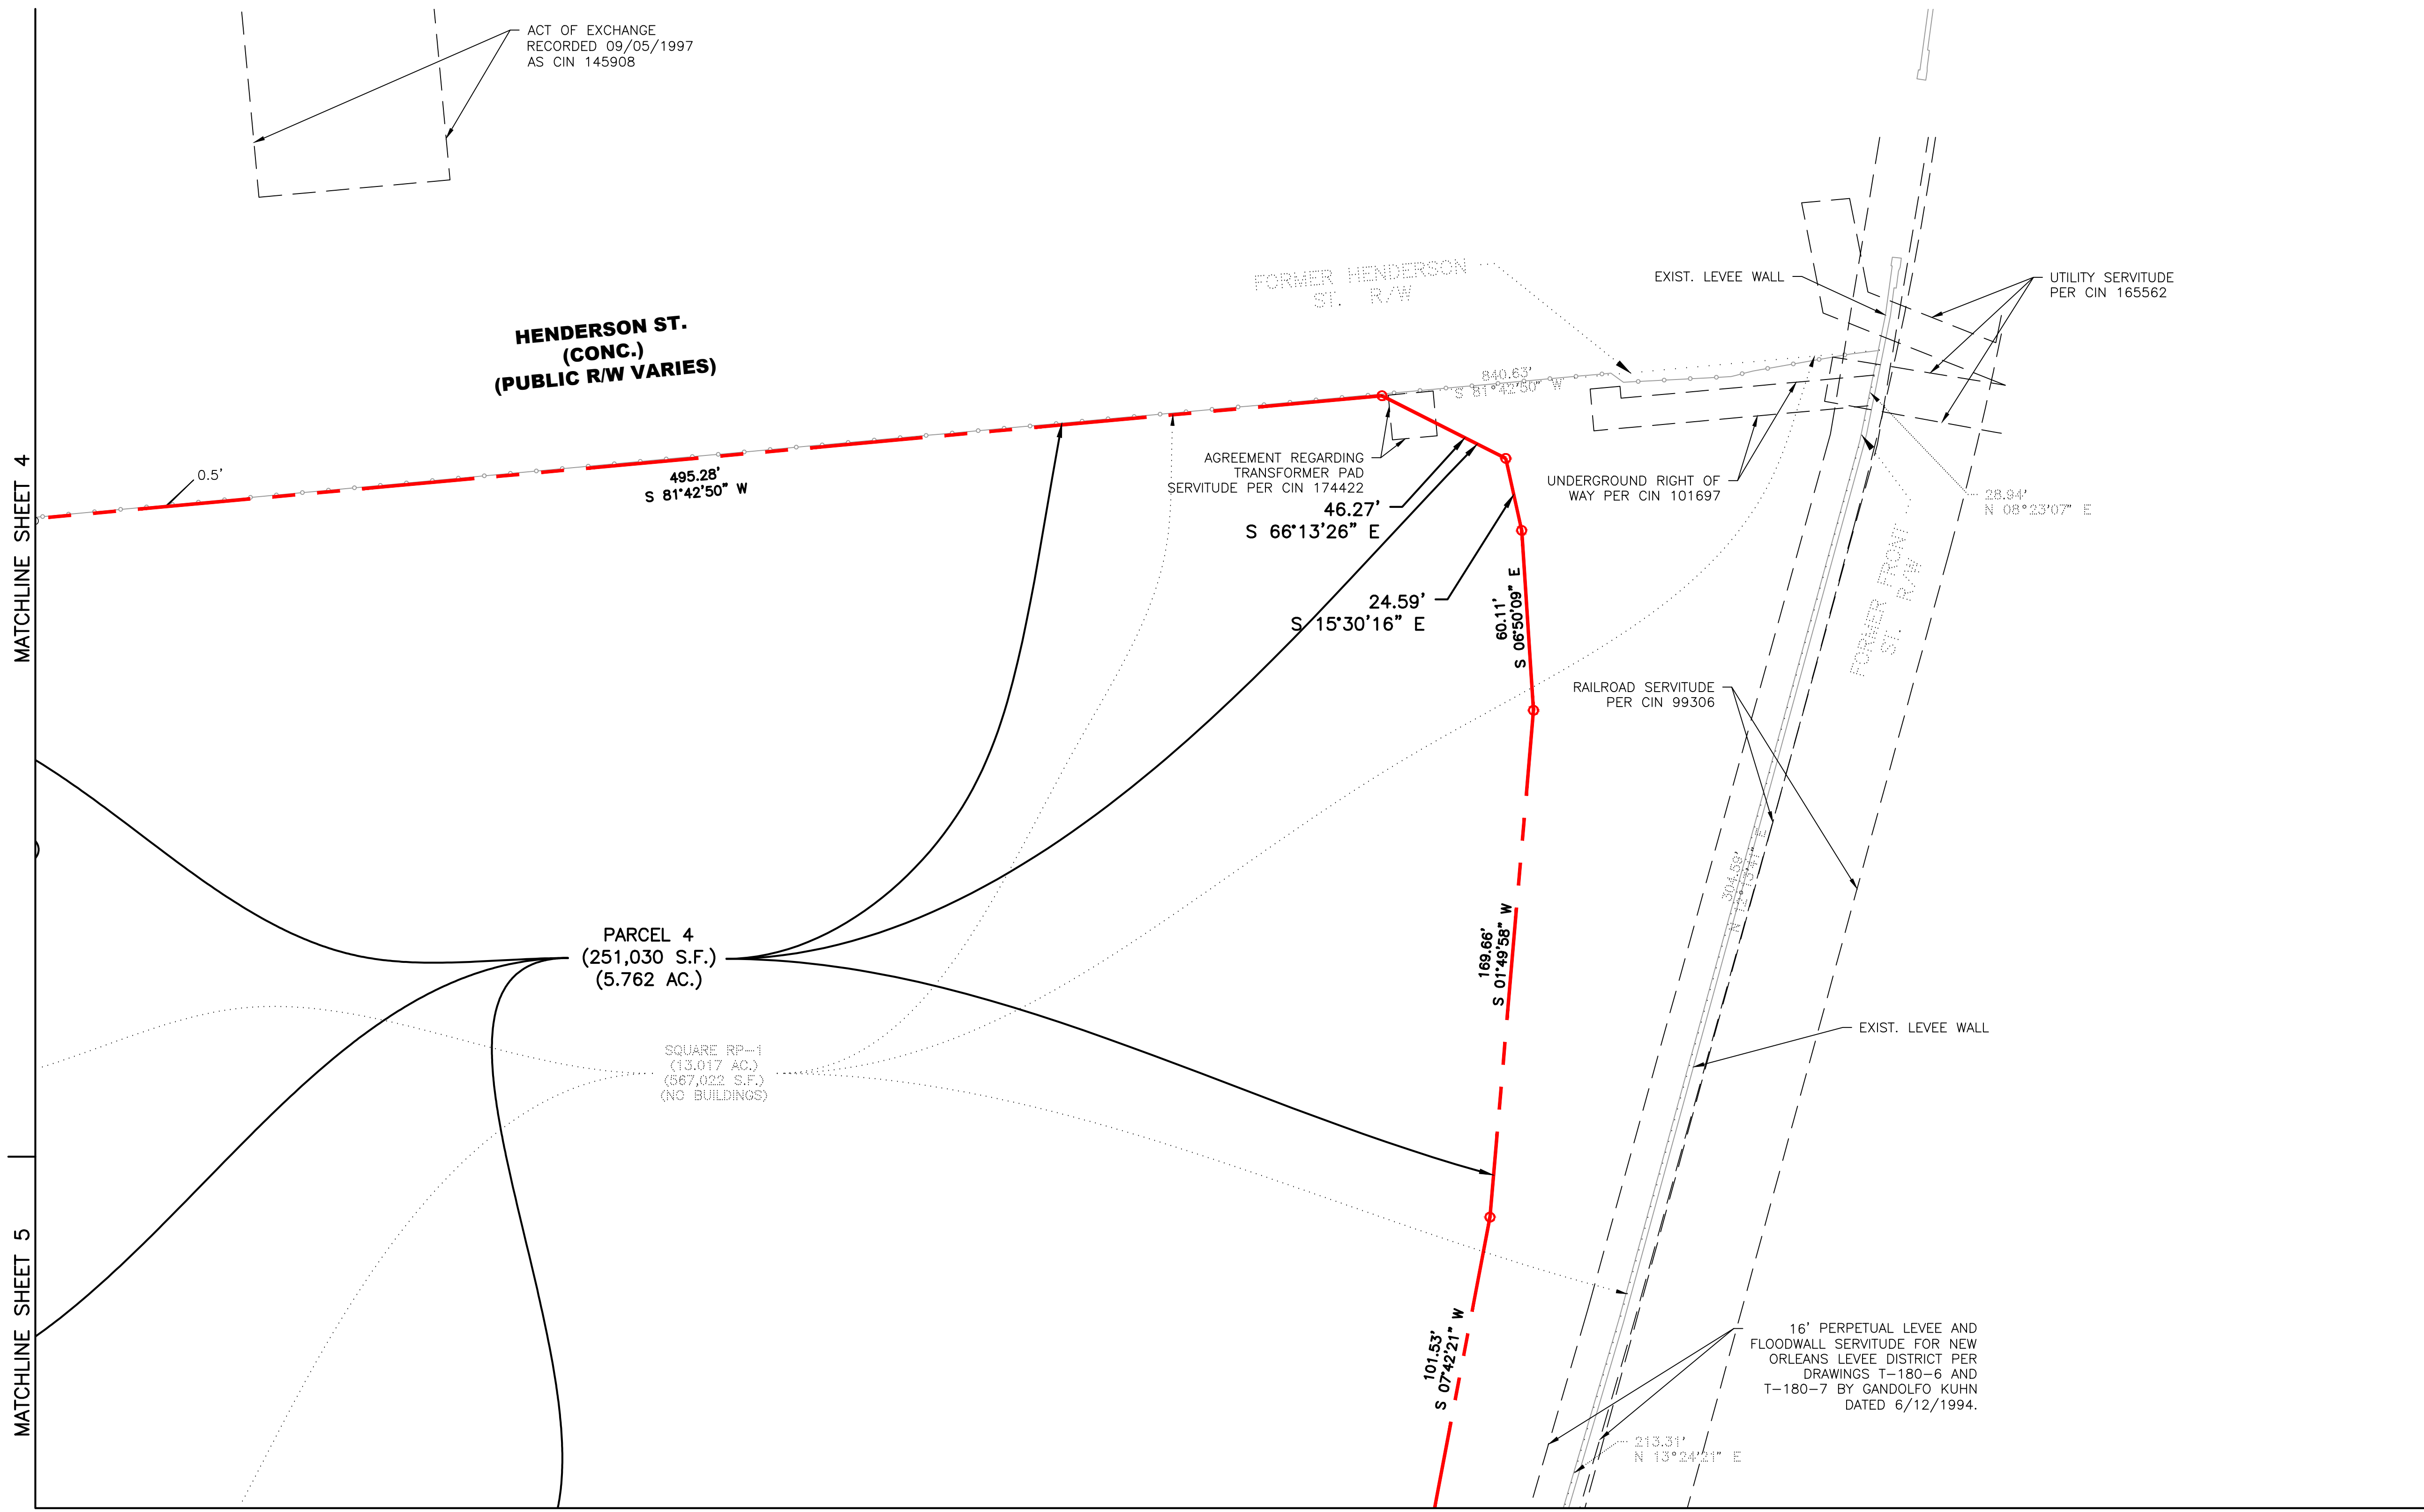 ACT OF EXCHANGE
RECORDED 09/05/1997
AS CIN 145908
HENDERSON ST.
(CONC.)
(PUBLIC R/W VARIES)
FORMER HENDERSON
ST. R/W
EXIST. LEVEE WALL
UTILITY SERVITUDE
PER CIN 165562
840.63'
S 81°42'50" W
0.5'
495.28'
S 81°42'50" W
AGREEMENT REGARDING
TRANSFORMER PAD
SERVITUDE PER CIN 174422
46.27'
S 66°13'26" E
UNDERGROUND RIGHT OF
WAY PER CIN 101697
28.94'
N 08°23'07" E
MATCHLINE SHEET 4
24.59'
S 15°30'16" E
60.11'
S 06°50'09" E
FORMER FRONT
ST. R/W
RAILROAD SERVITUDE
PER CIN 99306
304.59'
N 12°13'41" E
PARCEL 4
(251,030 S.F.)
(5.762 AC.)
169.66'
S 01°49'58" W
SQUARE RP-1
(13.017 AC.)
(567,022 S.F.)
(NO BUILDINGS)
EXIST. LEVEE WALL
MATCHLINE SHEET 5
101.53'
S 07°42'21" W
16' PERPETUAL LEVEE AND
FLOODWALL SERVITUDE FOR NEW
ORLEANS LEVEE DISTRICT PER
DRAWINGS T-180-6 AND
T-180-7 BY GANDOLFO KUHN
DATED 6/12/1994.
213.31'
N 13°24'21" E